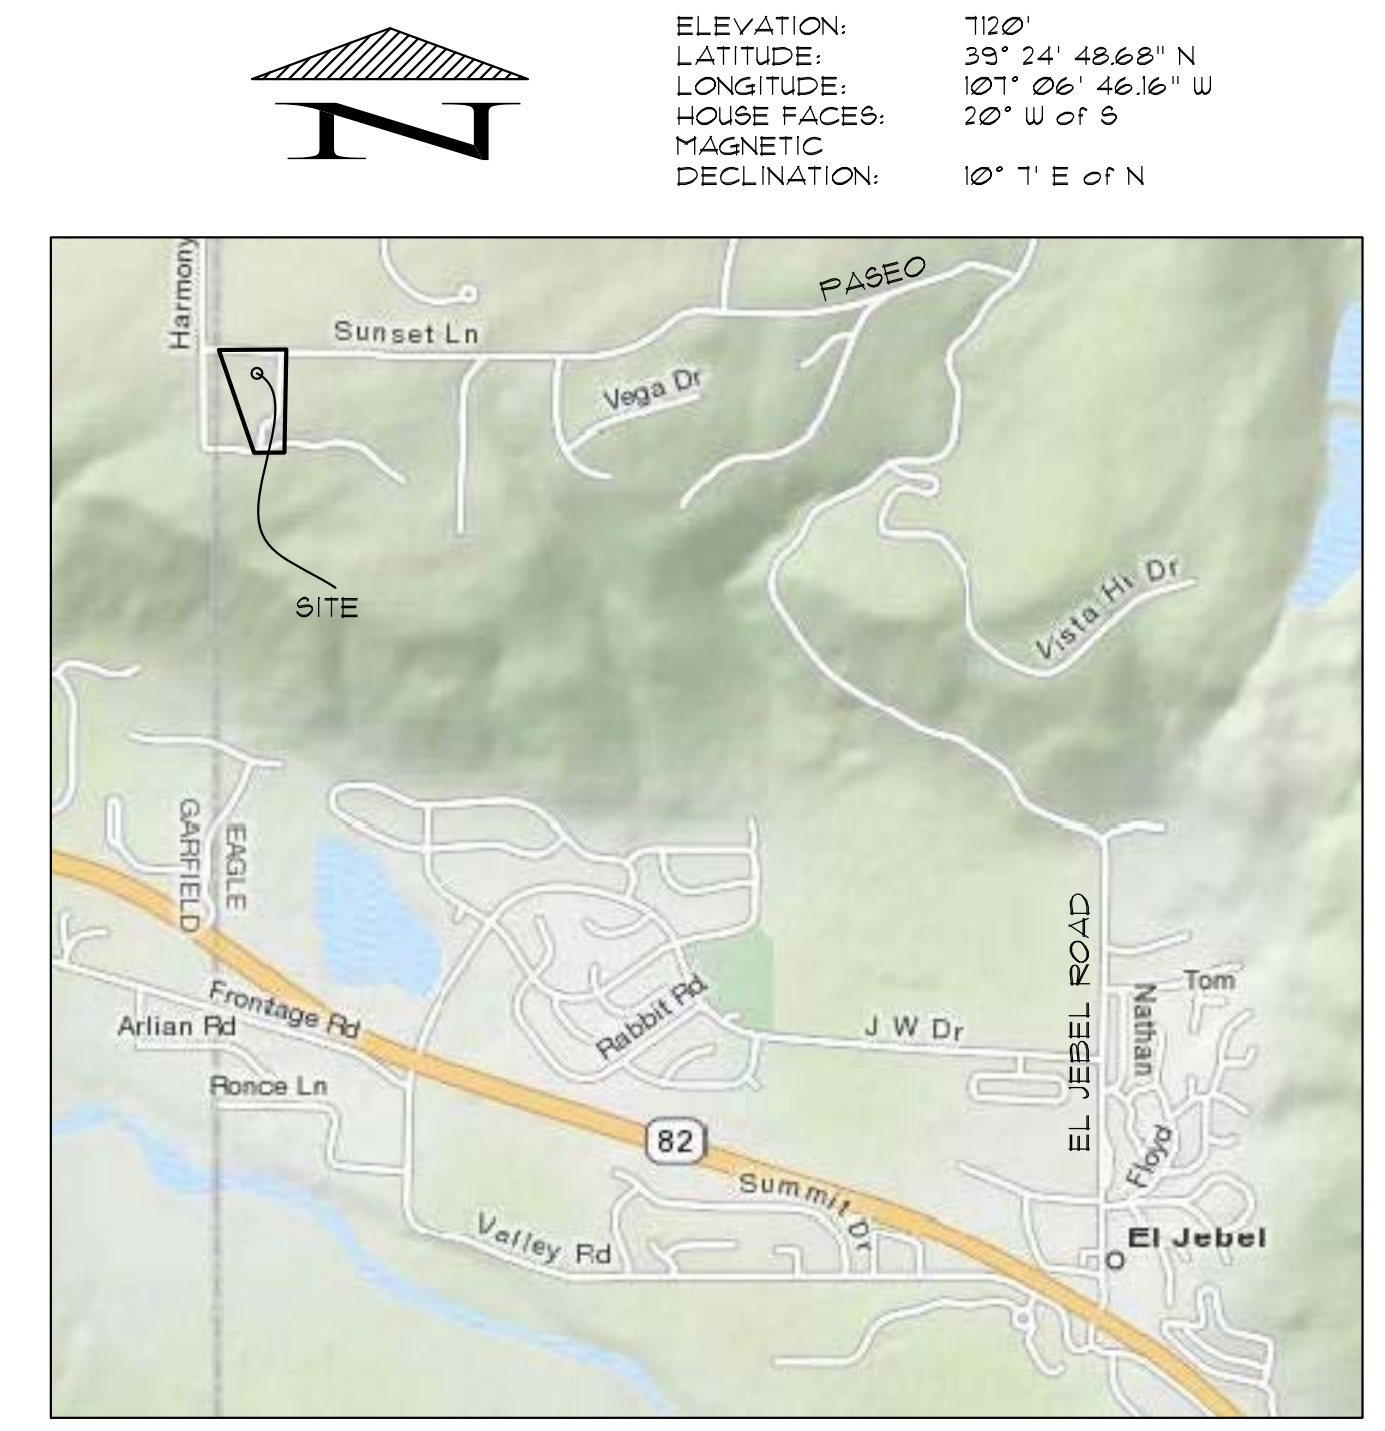 N
ELEVATION: 7120'
LATITUDE: 39° 24' 48.68" N
LONGITUDE: 107° 06' 46.16" W
HOUSE FACES: 20° W of S
MAGNETIC
DECLINATION: 10° 7' E of N
Harmony
PASEO
Sunset Ln
Vega Dr
Vista Hi Dr
SITE
GARFIELD
EAGLE
EL JEBEL ROAD
Frontage Rd
Arlian Rd
Rabbit Rd
J W Dr
Nathan
Tom
Ronce Ln
82
Floyd
Summit Dr
Valley Rd
El Jebel